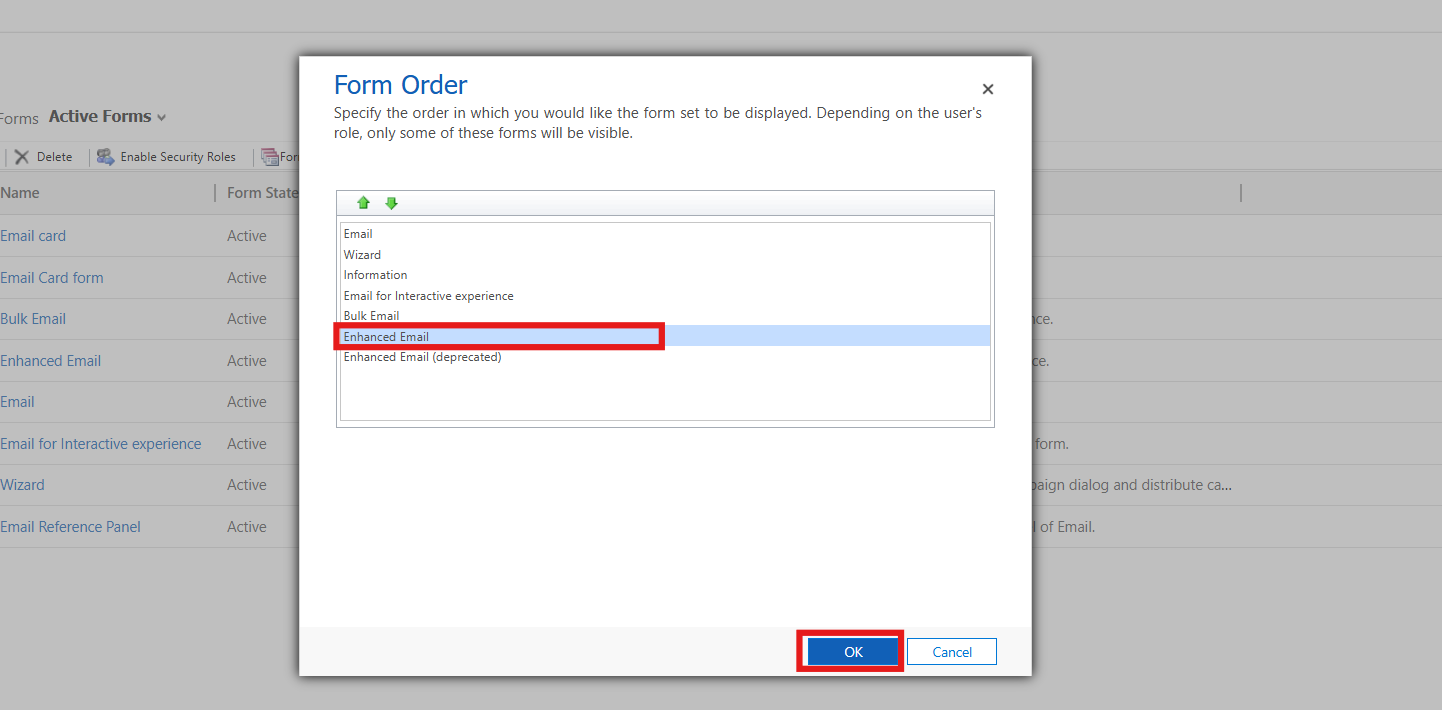 Form Order
Specify the order in which you would like the form set to be displayed. Depending on the user's
role, only some of these forms will be visible.
Forms Active Forms
Delete Enable Security Roles For
Name Form State
Email card Active
Email Card form Active
Bulk Email Active nce.
Enhanced Email Active ce.
Email Active
Email for Interactive experience Active form.
Wizard Active paign dialog and distribute ca...
Email Reference Panel Active l of Email.
Email
Wizard
Information
Email for Interactive experience
Bulk Email
Enhanced Email
Enhanced Email (deprecated)
OK Cancel